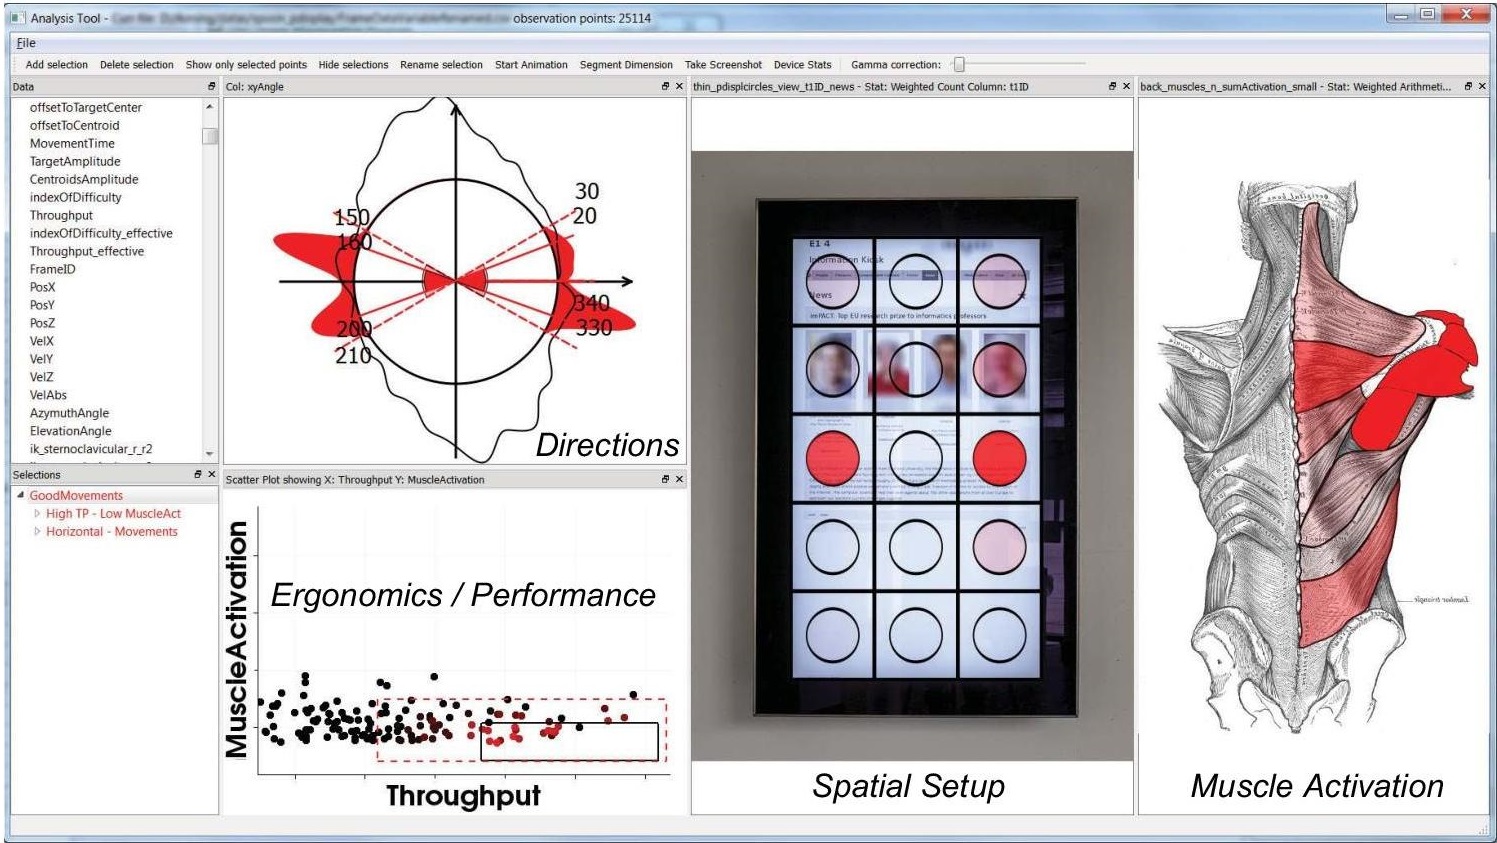 Analysis Tool -
observation points: 25114
File
Add selection Delete selection Show only selected points Hide selections Rename selection Start Animation Segment Dimension Take Screenshot Device Stats Gamma correction:
Data
offsetToTargetCenter
offsetToCentroid
MovementTime
TargetAmplitude
CentroidsAmplitude
indexOfDifficulty
Throughput
indexOfDifficulty_effective
Throughput_effective
FrameID
PosX
PosY
PosZ
VelX
VelY
VelZ
VelAbs
AzymuthAngle
ElevationAngle
ik_sternoclavicular_r_r2
Selections
GoodMovements
High TP - Low MuscleAct
Horizontal - Movements
Col: xyAngle
30
150
20
160
340
200
330
210
Directions
Scatter Plot showing X: Throughput Y: MuscleActivation
MuscleActivation
Ergonomics / Performance
Throughput
thin_pdisplcircles_view_t1ID_news - Stat: Weighted Count Column: t1ID
E1 4
Information Kiosk
News
imPACT: Top EU research prize to informatics professors
Spatial Setup
back_muscles_n_sumActivation_small - Stat: Weighted Arithmeti...
Lumbar triangle
Muscle Activation